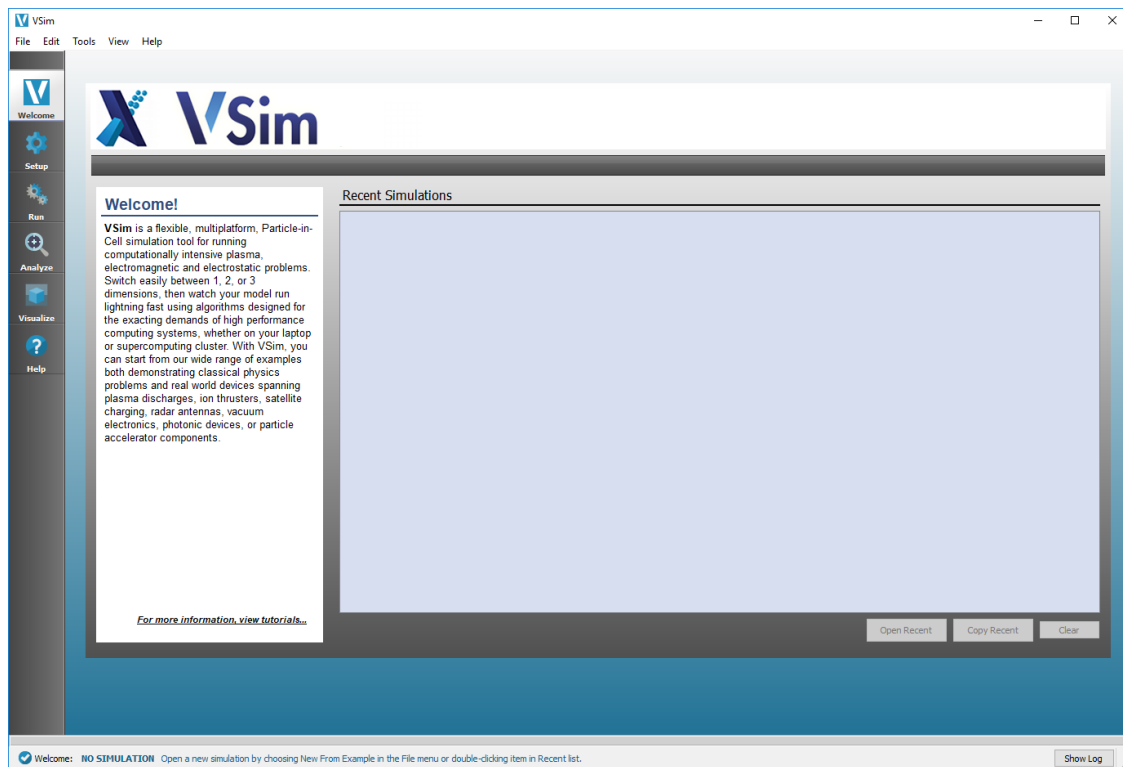 VSim
File Edit Tools View Help
Welcome
Setup
Run
Analyze
Visualize
Help
VSim
Welcome!
VSim is a flexible, multiplatform, Particle-in-
Cell simulation tool for running
computationally intensive plasma,
electromagnetic and electrostatic problems.
Switch easily between 1, 2, or 3
dimensions, then watch your model run
lightning fast using algorithms designed for
the exacting demands of high performance
computing systems, whether on your laptop
or supercomputing cluster. With VSim, you
can start from our wide range of examples
both demonstrating classical physics
problems and real world devices spanning
plasma discharges, ion thrusters, satellite
charging, radar antennas, vacuum
electronics, photonic devices, or particle
accelerator components.
For more information, view tutorials...
Recent Simulations
Open Recent Copy Recent Clear
Welcome: NO SIMULATION Open a new simulation by choosing New From Example in the File menu or double-clicking item in Recent list.
Show Log